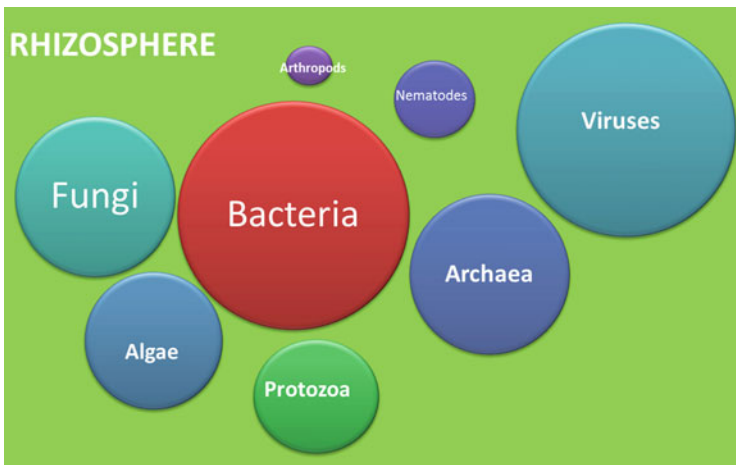 RHIZOSPHERE
Arthropods
Nematodes
Viruses
Fungi
Bacteria
Archaea
Algae
Protozoa